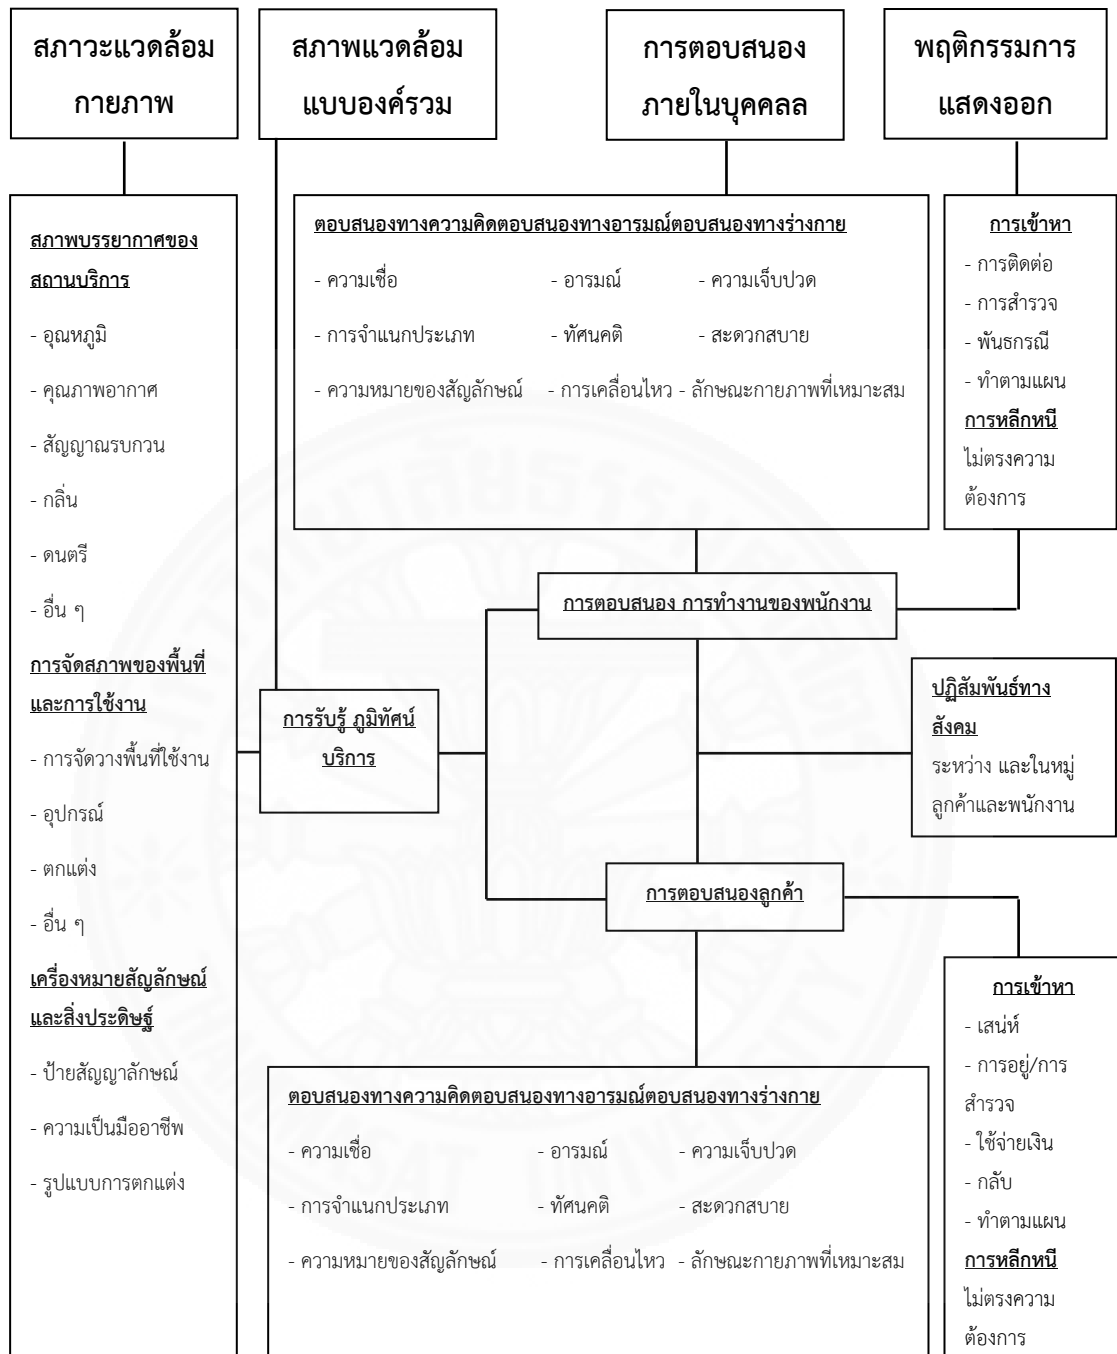 สภาวะแวดล้อม
กายภาพ
สภาพแวดล้อม
แบบองค์รวม
การตอบสนอง
ภายในบุคคลล
พฤติกรรมการ
แสดงออก
สภาพบรรยากาศของ
สถานบริการ
- อุณหภูมิ
- คุณภาพอากาศ
- สัญญาณรบกวน
- กลิ่น
- ดนตรี
- อื่น ๆ
การจัดสภาพของพื้นที่
และการใช้งาน
- การจัดวางพื้นที่ใช้งาน
- อุปกรณ์
- ตกแต่ง
- อื่น ๆ
เครื่องหมายสัญลักษณ์
และสิ่งประดิษฐ์
- ป้ายสัญญาลักษณ์
- ความเป็นมืออาชีพ
- รูปแบบการตกแต่ง
ตอบสนองทางความคิดตอบสนองทางอารมณ์ตอบสนองทางร่างกาย
- ความเชื่อ - อารมณ์ - ความเจ็บปวด
- การจำแนกประเภท - ทัศนคติ - สะดวกสบาย
- ความหมายของสัญลักษณ์ - การเคลื่อนไหว - ลักษณะกายภาพที่เหมาะสม
การเข้าหา
- การติดต่อ
- การสำรวจ
- พันธกรณี
- ทำตามแผน
การหลีกหนี
ไม่ตรงความ
ต้องการ
การตอบสนอง การทำงานของพนักงาน
การรับรู้ ภูมิทัศน์
บริการ
ปฏิสัมพันธ์ทาง
สังคม
ระหว่าง และในหมู่
ลูกค้าและพนักงาน
การตอบสนองลูกค้า
ตอบสนองทางความคิดตอบสนองทางอารมณ์ตอบสนองทางร่างกาย
- ความเชื่อ - อารมณ์ - ความเจ็บปวด
- การจำแนกประเภท - ทัศนคติ - สะดวกสบาย
- ความหมายของสัญลักษณ์ - การเคลื่อนไหว - ลักษณะกายภาพที่เหมาะสม
การเข้าหา
- เสน่ห์
- การอยู่/การ
สำรวจ
- ใช้จ่ายเงิน
- กลับ
- ทำตามแผน
การหลีกหนี
ไม่ตรงความ
ต้องการ